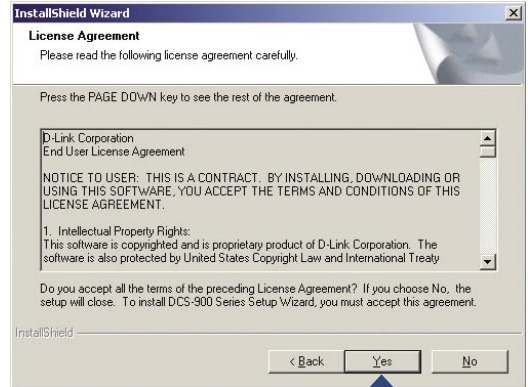 InstallShield Wizard
License Agreement
Please read the following license agreement carefully.
Press the PAGE DOWN key to see the rest of the agreement.
D-Link Corporation
End User License Agreement
NOTICE TO USER: THIS IS A CONTRACT. BY INSTALLING, DOWNLOADING OR
USING THIS SOFTWARE, YOU ACCEPT THE TERMS AND CONDITIONS OF THIS
LICENSE AGREEMENT.
1. Intellectual Property Rights:
This software is copyrighted and is proprietary product of D-Link Corporation. The
software is also protected by United States Copyright Law and International Treaty
Do you accept all the terms of the preceding License Agreement? If you choose No, the
setup will close. To install DCS-900 Series Setup Wizard, you must accept this agreement.
InstallShield
< Back Yes No